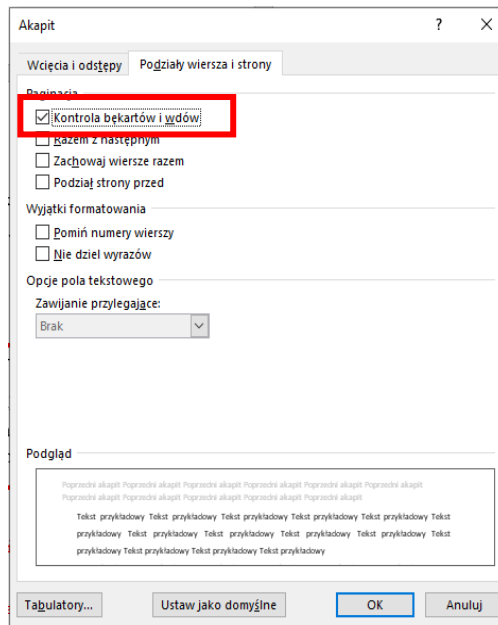 Akapit ? X
Wcięcia i odstępy Podziały wiersza i strony
Paginacja
Kontrola bękartów i wdów
Razem z następnym
Zachowaj wiersze razem
Podział strony przed
Wyjątki formatowania
Pomiń numery wierszy
Nie dziel wyrazów
Opcje pola tekstowego
Zawijanie przylegające:
Brak
Podgląd
Poprzedni akapit Poprzedni akapit Poprzedni akapit Poprzedni akapit Poprzedni akapit Poprzedni akapit
Poprzedni akapit Poprzedni akapit Poprzedni akapit Poprzedni akapit Poprzedni akapit
Tekst przykładowy Tekst przykładowy Tekst przykładowy Tekst przykładowy Tekst przykładowy Tekst
przykładowy Tekst przykładowy Tekst przykładowy Tekst przykładowy Tekst przykładowy Tekst
przykładowy Tekst przykładowy Tekst przykładowy Tekst przykładowy
Tabulatory... Ustaw jako domyślne OK Anuluj